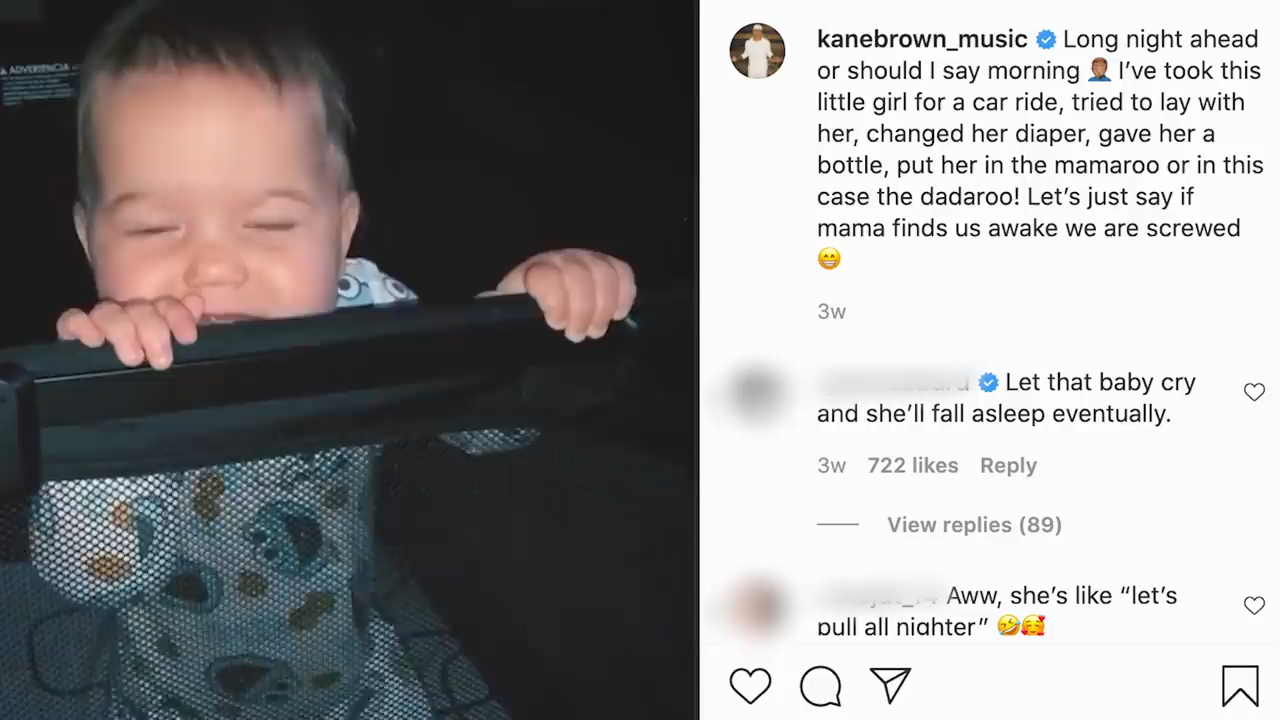 ADVERTENCIA
kanebrown_music Long night ahead
or should I say morning 🤦🏽‍♂️ I’ve took this
little girl for a car ride, tried to lay with
her, changed her diaper, gave her a
bottle, put her in the mamaroo or in this
case the dadaroo! Let’s just say if
mama finds us awake we are screwed
😁
3w
Let that baby cry
and she’ll fall asleep eventually.
3w 722 likes Reply
View replies (89)
Aww, she’s like “let’s
pull all nighter” 🤣🥰